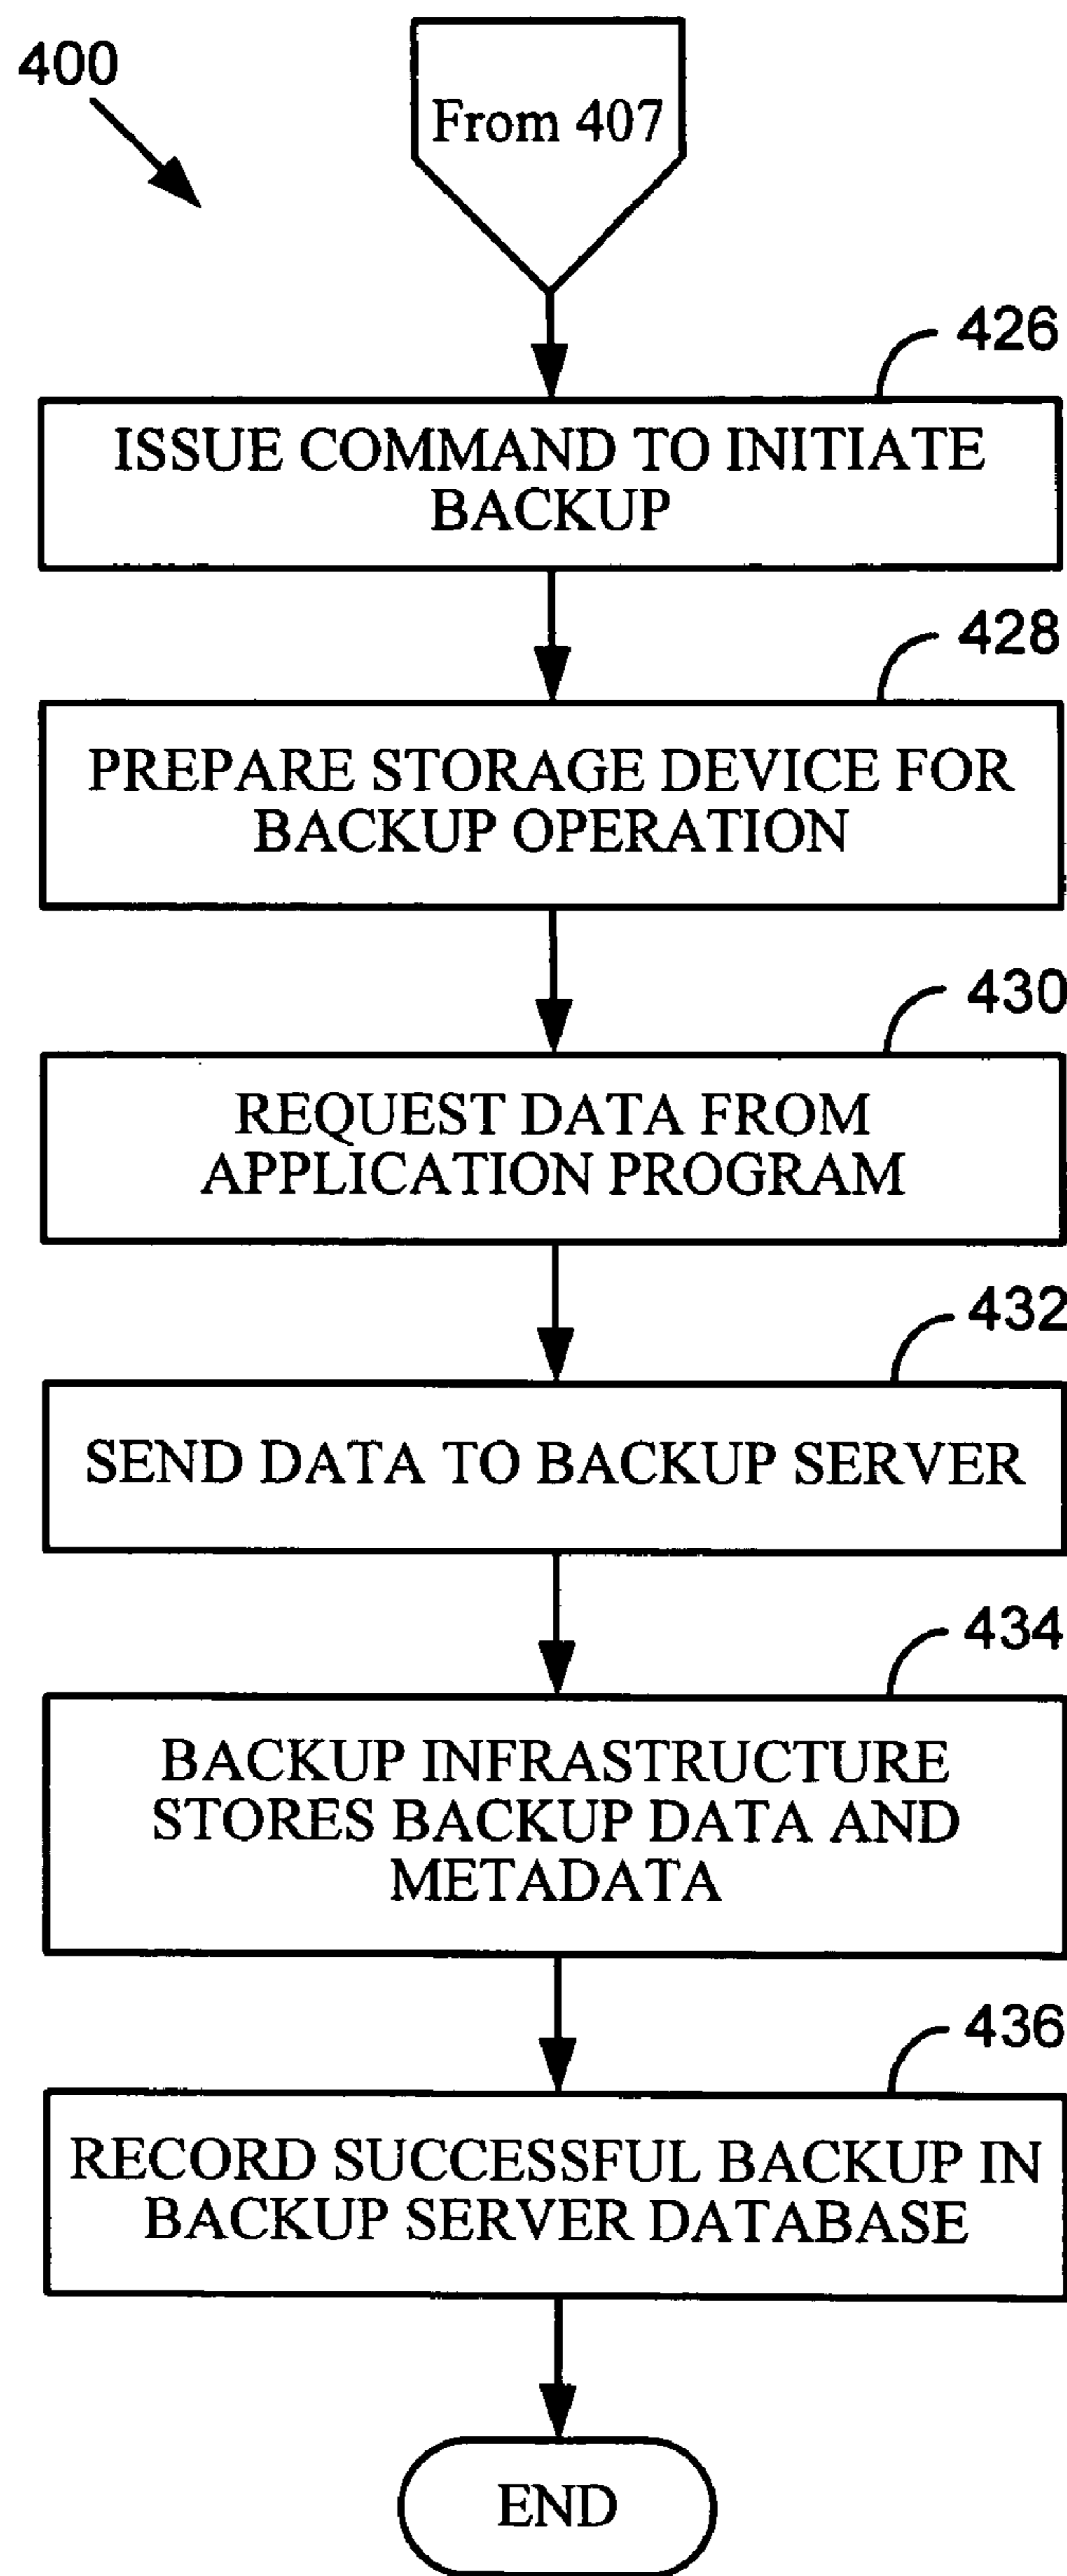 400
From 407
426
ISSUE COMMAND TO INITIATE
BACKUP
428
PREPARE STORAGE DEVICE FOR
BACKUP OPERATION
430
REQUEST DATA FROM
APPLICATION PROGRAM
432
SEND DATA TO BACKUP SERVER
434
BACKUP INFRASTRUCTURE
STORES BACKUP DATA AND
METADATA
436
RECORD SUCCESSFUL BACKUP IN
BACKUP SERVER DATABASE
END